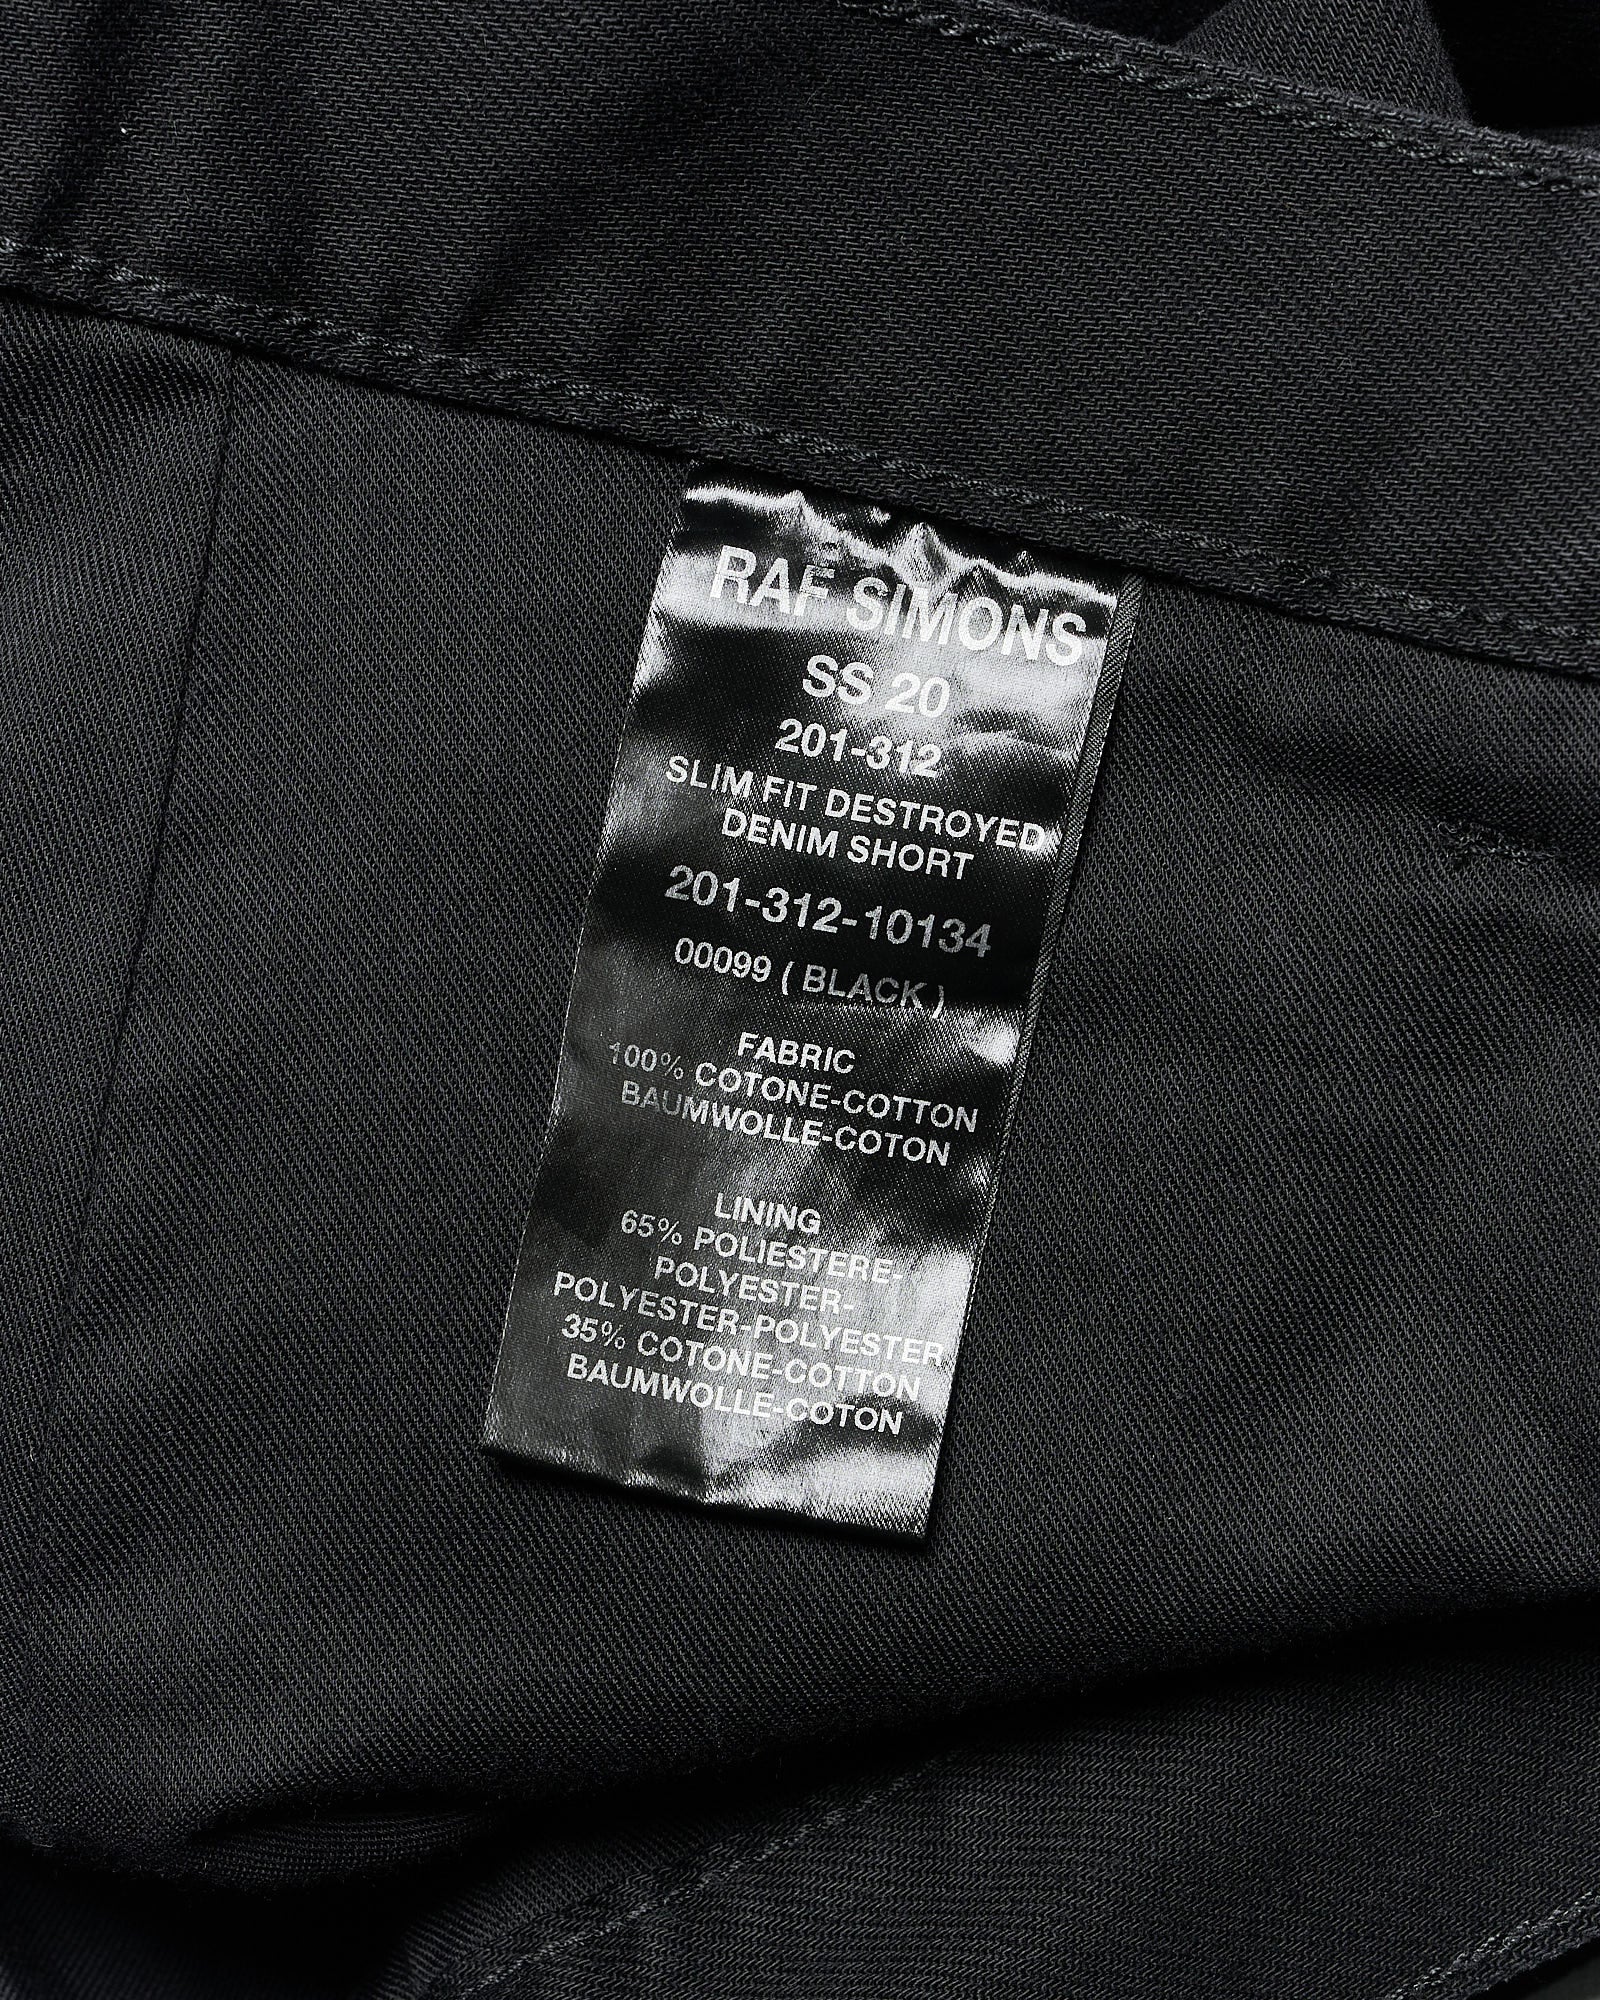 RAF SIMONS
SS 20
201-312
SLIM FIT DESTROYED
DENIM SHORT
201-312-10134
00099 ( BLACK )
FABRIC
100% COTONE-COTTON
BAUMWOLLE-COTON
LINING
65% POLIESTERE-
POLYESTER-
POLYESTER-POLYESTER
35% COTONE-COTTON
BAUMWOLLE-COTON